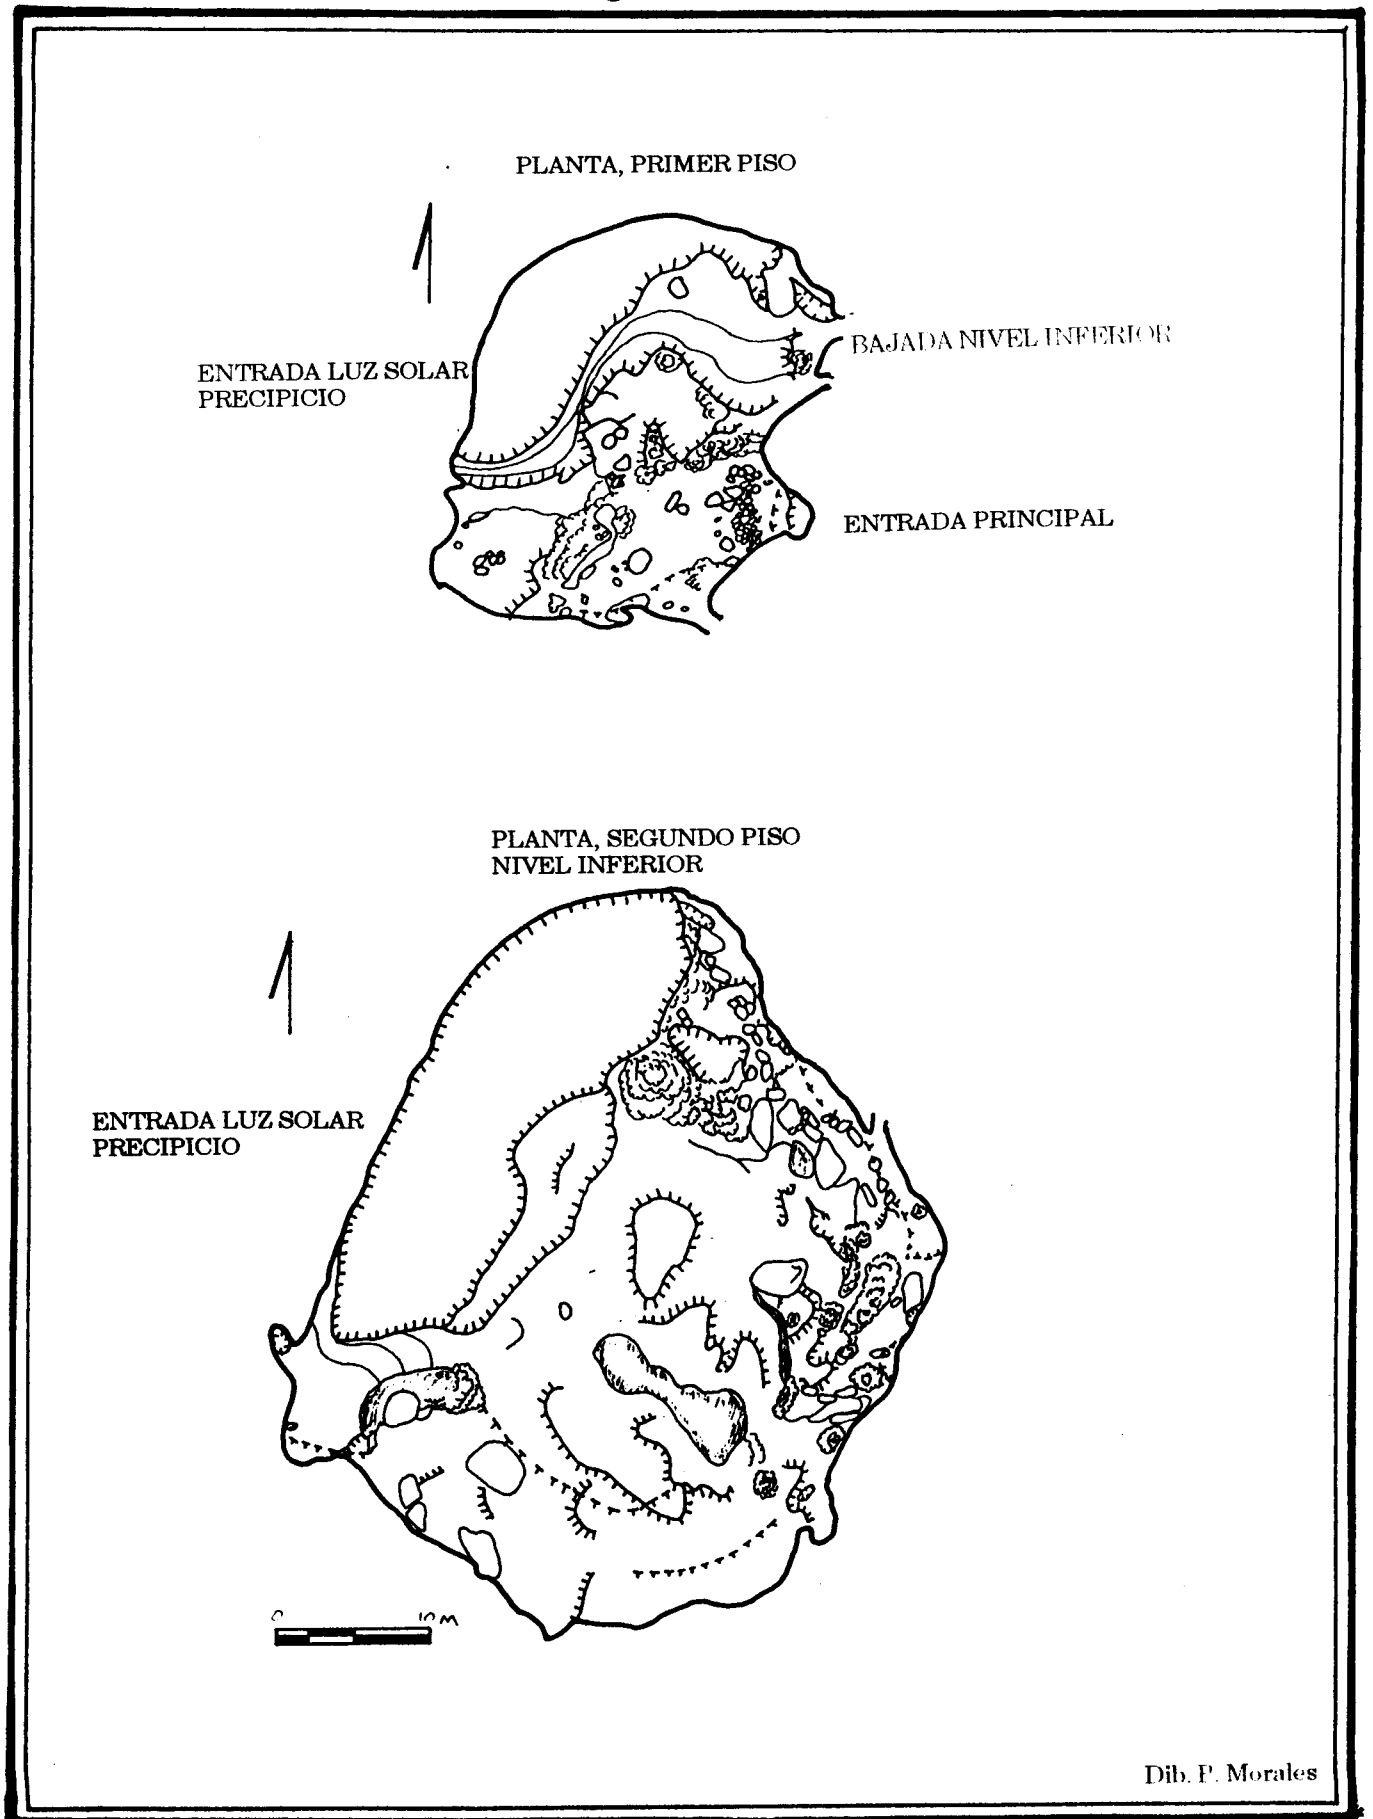 PLANTA, PRIMER PISO
ENTRADA LUZ SOLAR
PRECIPICIO
BAJADA NIVEL INFERIOR
ENTRADA PRINCIPAL
PLANTA, SEGUNDO PISO
NIVEL INFERIOR
ENTRADA LUZ SOLAR
PRECIPICIO
0 10 M
Dib. P. Morales